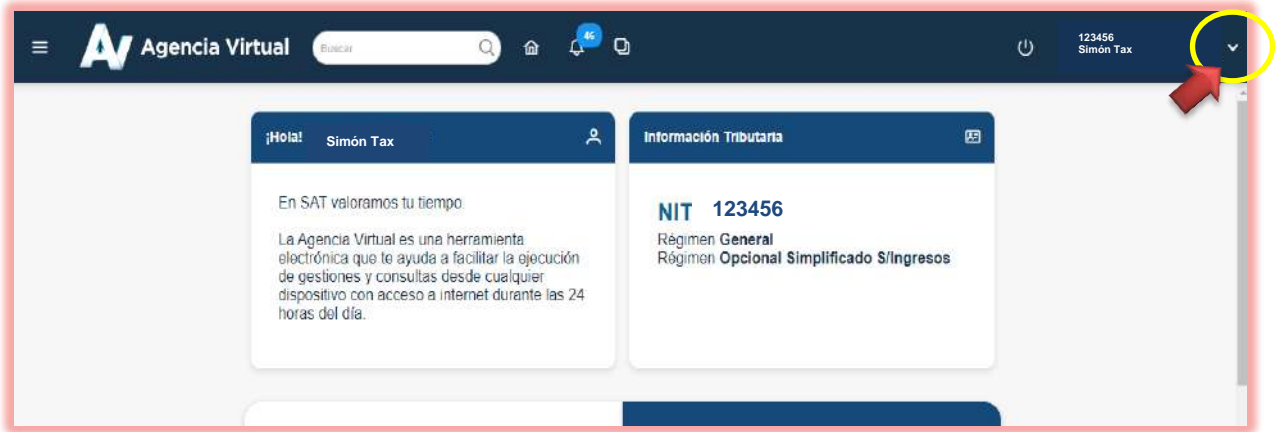 AV Agencia Virtual
Buscar
46
123456
Simón Tax
¡Hola! Simón Tax
En SAT valoramos tu tiempo.
La Agencia Virtual es una herramienta
electrónica que te ayuda a facilitar la ejecución
de gestiones y consultas desde cualquier
dispositivo con acceso a internet durante las 24
horas del día.
Información Tributaria
NIT 123456
Régimen General
Régimen Opcional Simplificado S/Ingresos